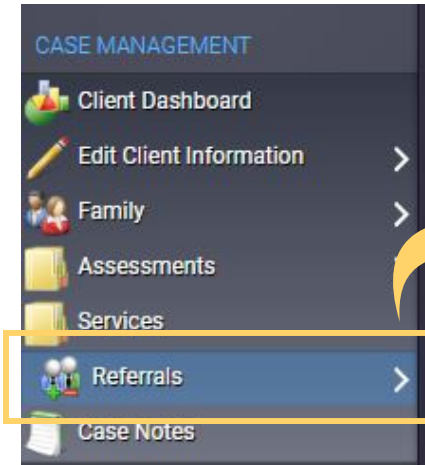 CASE MANAGEMENT
Client Dashboard
Edit Client Information
Family
Assessments
Services
Referrals
Case Notes